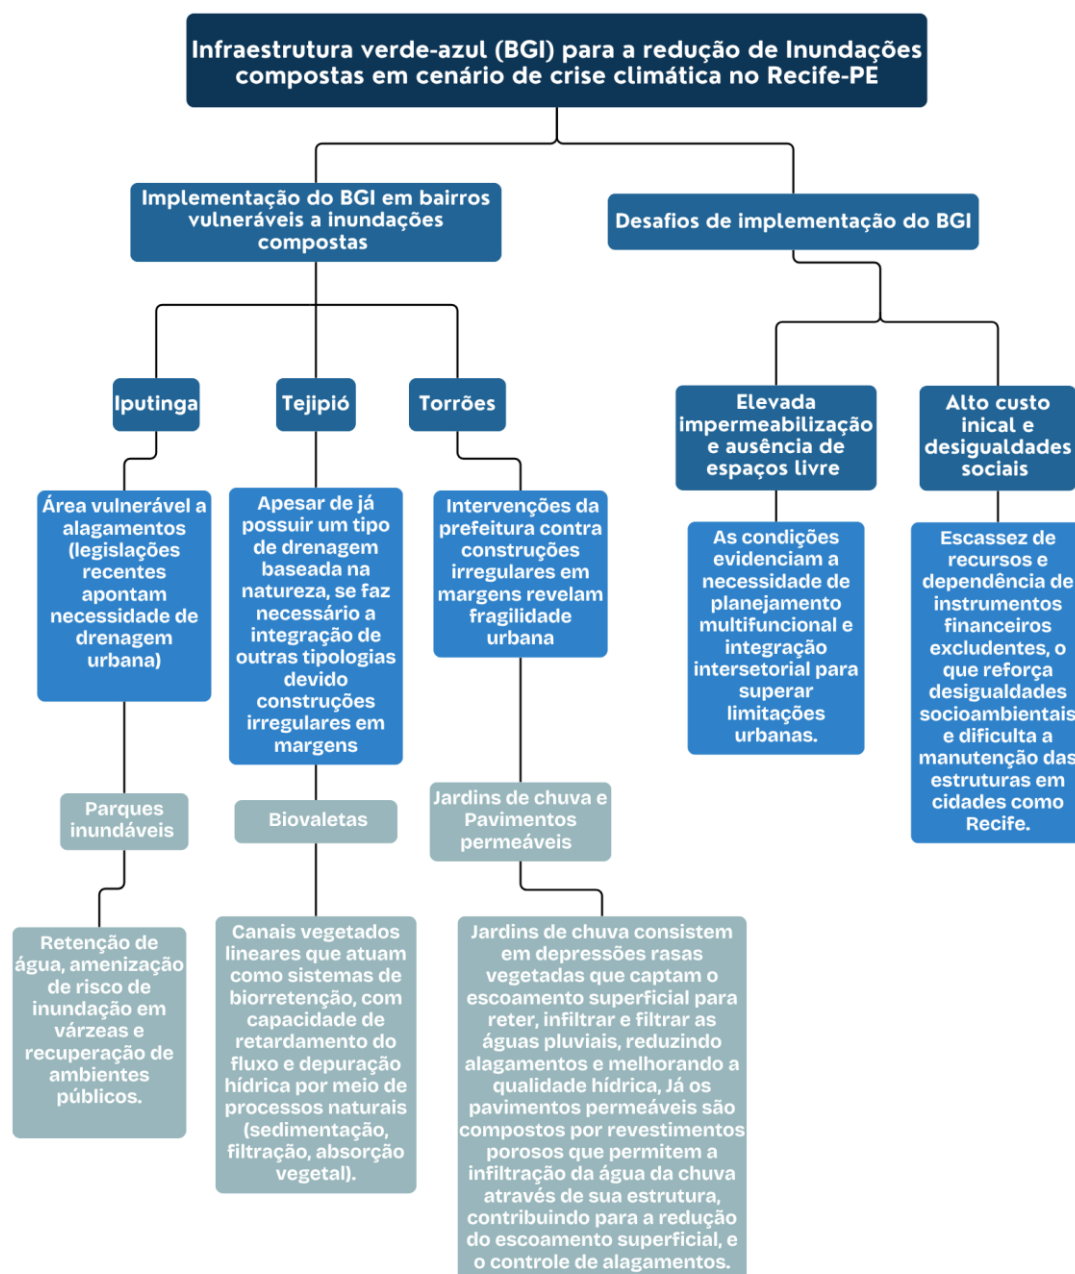 Infraestrutura verde-azul (BGI) para a redução de Inundações
compostas em cenário de crise climática no Recife-PE
Implementação do BGI em bairros
vulneráveis a inundações
compostas
Desafios de implementação do BGI
Iputinga
Tejipió
Torrões
Elevada
impermeabilização
e ausência de
espaços livre
Alto custo
inical e
desigualdades
sociais
Área vulnerável a
alagamentos
(legislações
recentes
apontam
necessidade de
drenagem
urbana)
Apesar de já
possuir um tipo
de drenagem
baseada na
natureza, se faz
necessário a
integração de
outras tipologias
devido
construções
irregulares em
margens
Intervenções da
prefeitura contra
construções
irregulares em
margens revelam
fragilidade
urbana
As condições
evidenciam a
necessidade de
planejamento
multifuncional e
integração
intersetorial para
superar
limitações
urbanas.
Escassez de
recursos e
dependência de
instrumentos
financeiros
excludentes, o
que reforça
desigualdades
socioambientais
e dificulta a
manutenção das
estruturas em
cidades como
Recife.
Parques
inundáveis
Biovaletas
Jardins de chuva e
Pavimentos
permeáveis
Retenção de
água, amenização
de risco de
inundação em
várzeas e
recuperação de
ambientes
públicos.
Canais vegetados
lineares que atuam
como sistemas de
biorretenção, com
capacidade de
retardamento do
fluxo e depuração
hídrica por meio de
processos naturais
(sedimentação,
filtração, absorção
vegetal).
Jardins de chuva consistem
em depressões rasas
vegetadas que captam o
escoamento superficial para
reter, infiltrar e filtrar as
águas pluviais, reduzindo
alagamentos e melhorando a
qualidade hídrica, Já os
pavimentos permeáveis são
compostos por revestimentos
porosos que permitem a
infiltração da água da chuva
através de sua estrutura,
contribuindo para a redução
do escoamento superficial, e
o controle de alagamentos.